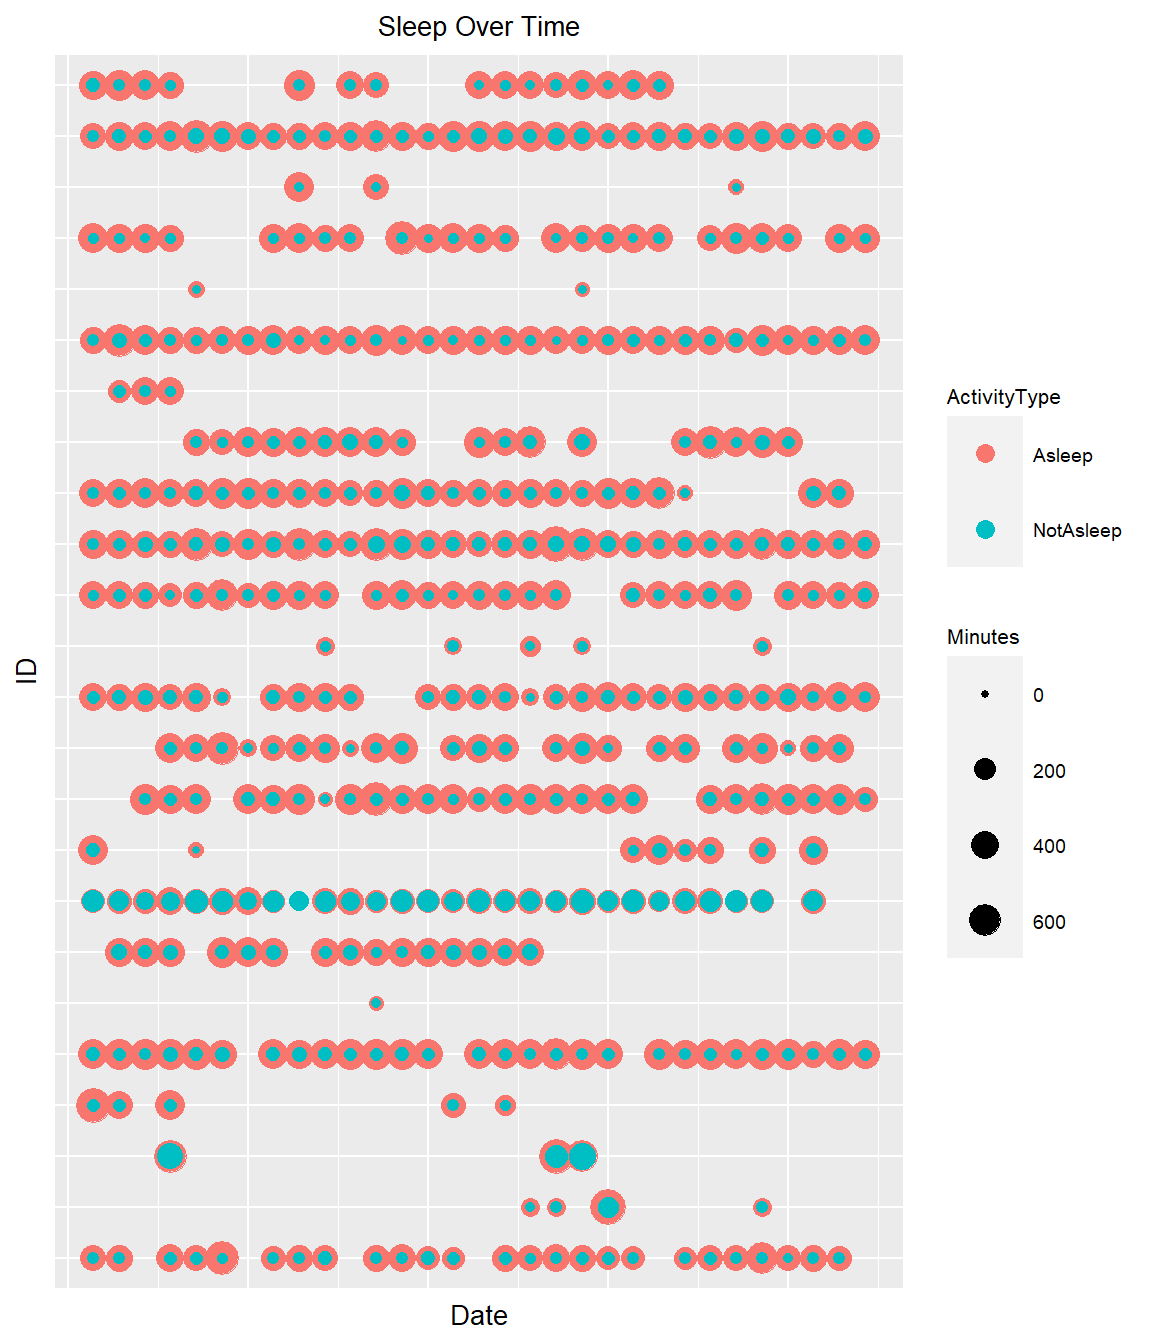 Sleep Over Time
ID
Date
ActivityType
Asleep
NotAsleep
Minutes
0
200
400
600